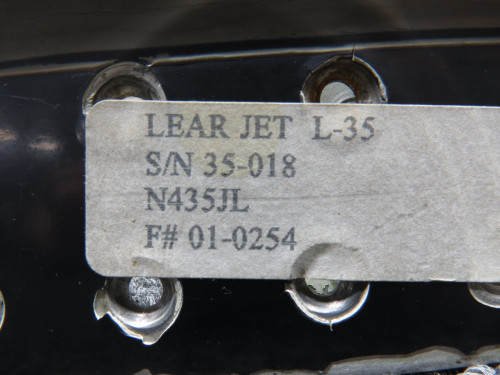 LEAR JET L-35
S/N 35-018
N435JL
F# 01-0254